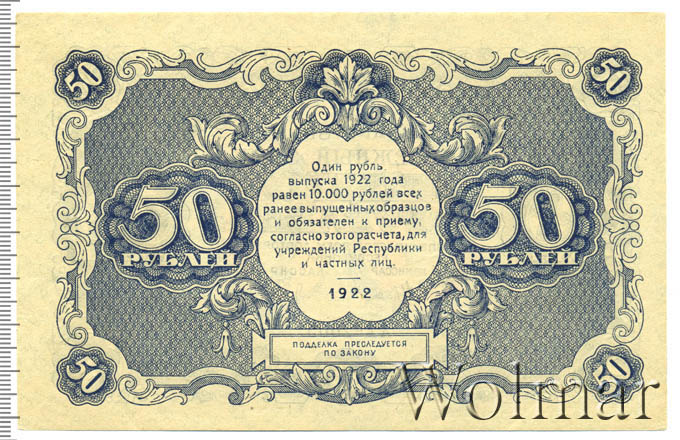 50
50
Один рубль
выпуска 1922 года
равен 10.000 рублей всех
ранее выпущенных образцов
и обязателен к приему,
согласно этого расчета, для
учреждений Республики
и частных лиц.
50
РУБЛЕЙ
50
РУБЛЕЙ
1922
ПОДДЕЛКА ПРЕСЛЕДУЕТСЯ
ПО ЗАКОНУ
50
50
Wolmar